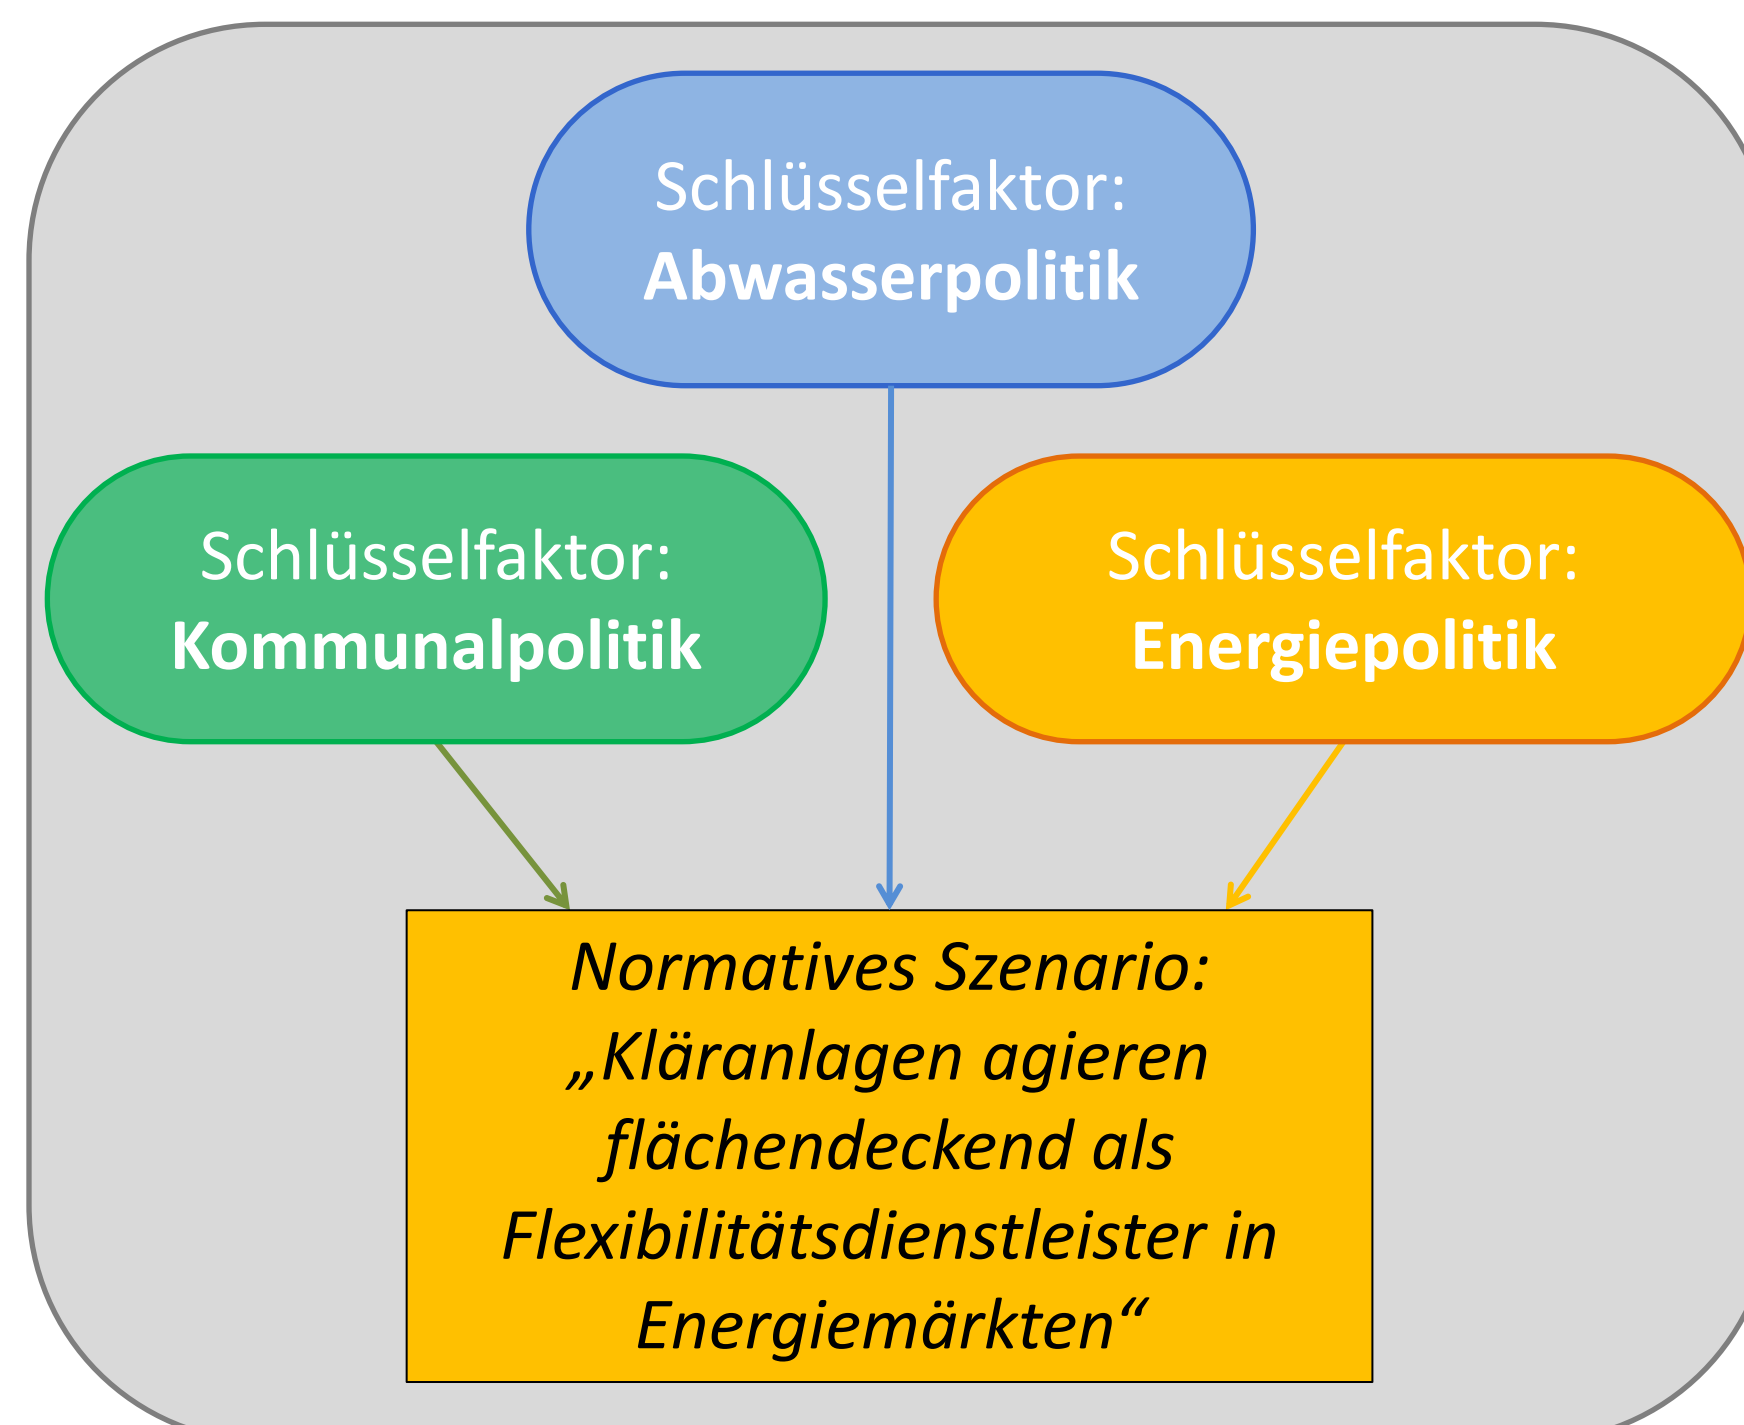 Schlüsselfaktor:
Abwasserpolitik
Schlüsselfaktor:
Kommunalpolitik
Schlüsselfaktor:
Energiepolitik
Normatives Szenario:
„Kläranlagen agieren
flächendeckend als
Flexibilitätsdienstleister in
Energiemärkten“